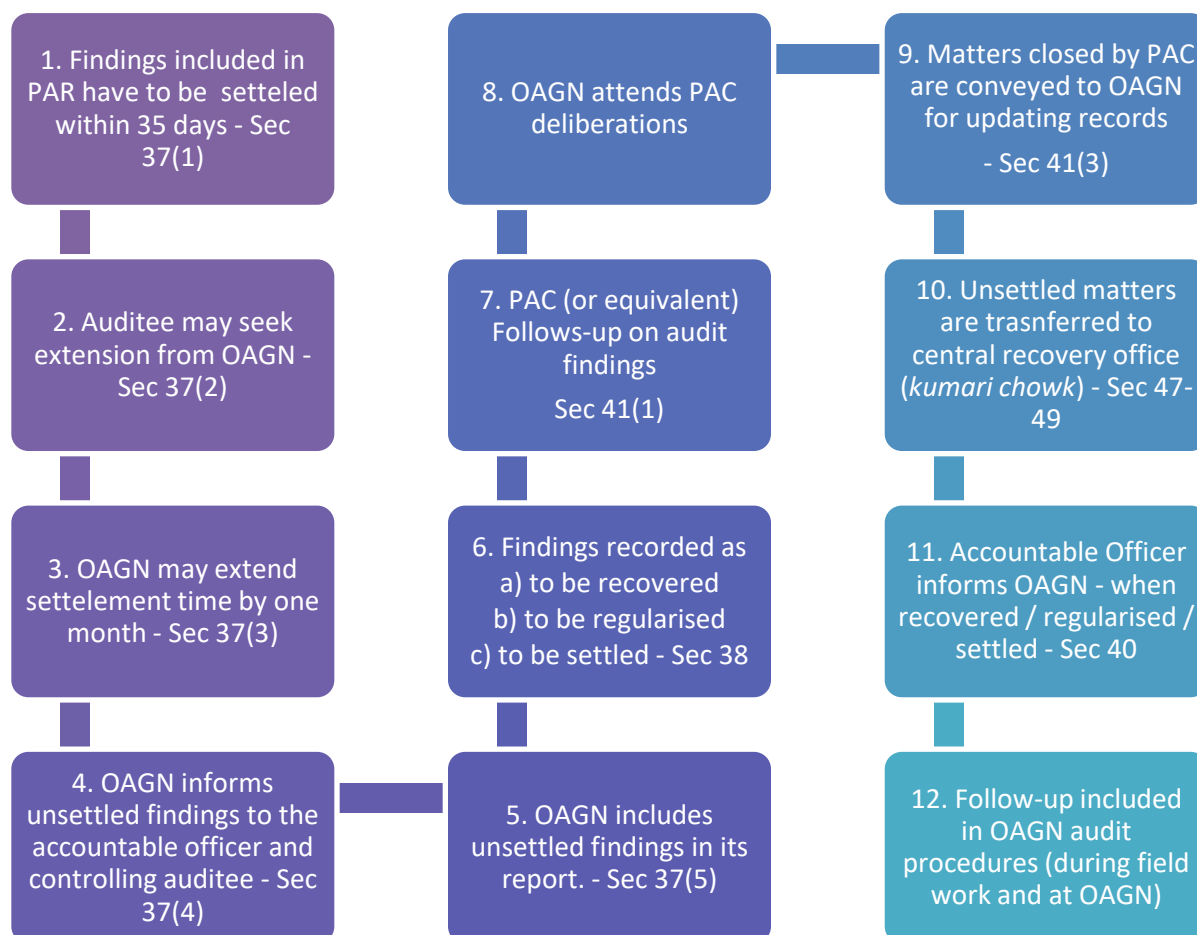 1. Findings included in
PAR have to be setteled
within 35 days - Sec
37(1)
2. Auditee may seek
extension from OAGN -
Sec 37(2)
3. OAGN may extend
settelement time by one
month - Sec 37(3)
4. OAGN informs
unsettled findings to the
accountable officer and
controlling auditee - Sec
37(4)
5. OAGN includes
unsettled findings in its
report. - Sec 37(5)
6. Findings recorded as
a) to be recovered
b) to be regularised
c) to be settled - Sec 38
7. PAC (or equivalent)
Follows-up on audit
findings
Sec 41(1)
8. OAGN attends PAC
deliberations
9. Matters closed by PAC
are conveyed to OAGN
for updating records
- Sec 41(3)
10. Unsettled matters
are trasnferred to
central recovery office
(kumari chowk) - Sec 47-
49
11. Accountable Officer
informs OAGN - when
recovered / regularised /
settled - Sec 40
12. Follow-up included
in OAGN audit
procedures (during field
work and at OAGN)